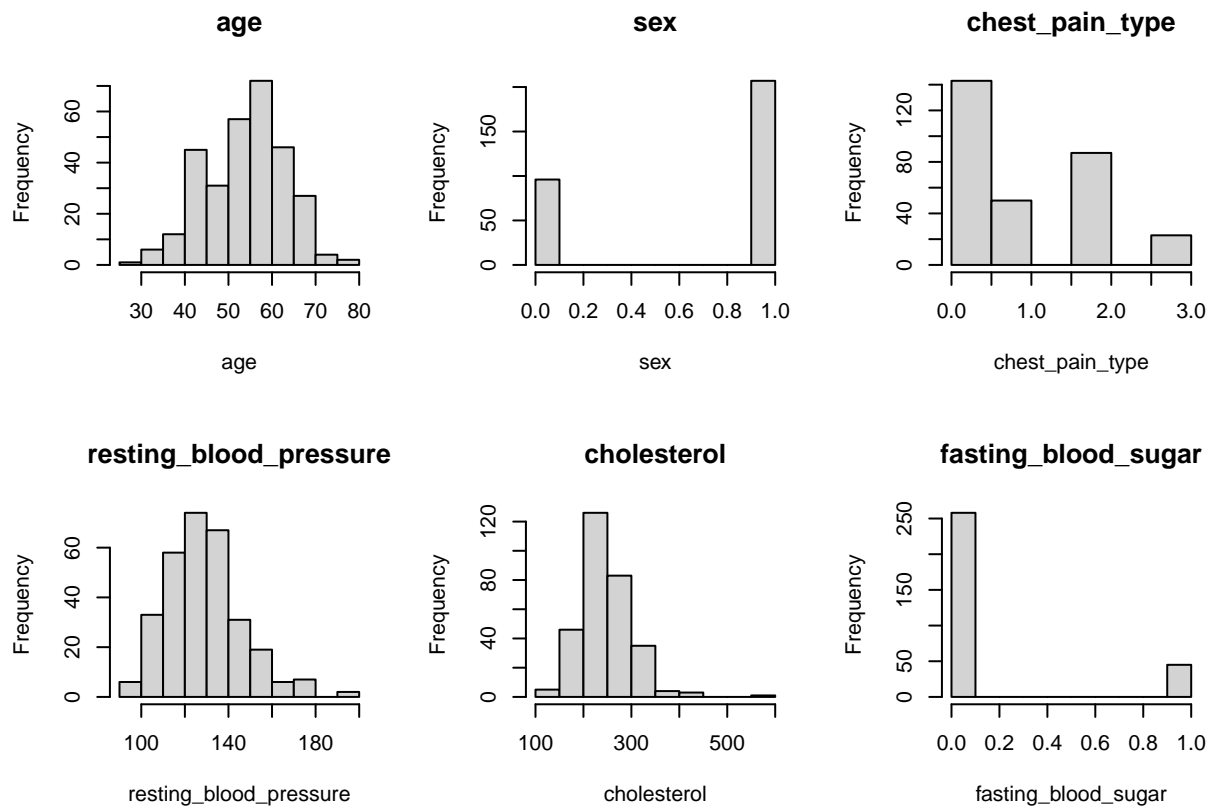 age
Frequency
0 20 40 60
30 40 50 60 70 80
age
sex
Frequency
0 50 150
0.0 0.2 0.4 0.6 0.8 1.0
sex
chest_pain_type
Frequency
0 40 80 120
0.0 1.0 2.0 3.0
chest_pain_type
resting_blood_pressure
Frequency
0 20 40 60
100 140 180
resting_blood_pressure
cholesterol
Frequency
0 40 80 120
100 300 500
cholesterol
fasting_blood_sugar
Frequency
0 50 150 250
0.0 0.2 0.4 0.6 0.8 1.0
fasting_blood_sugar